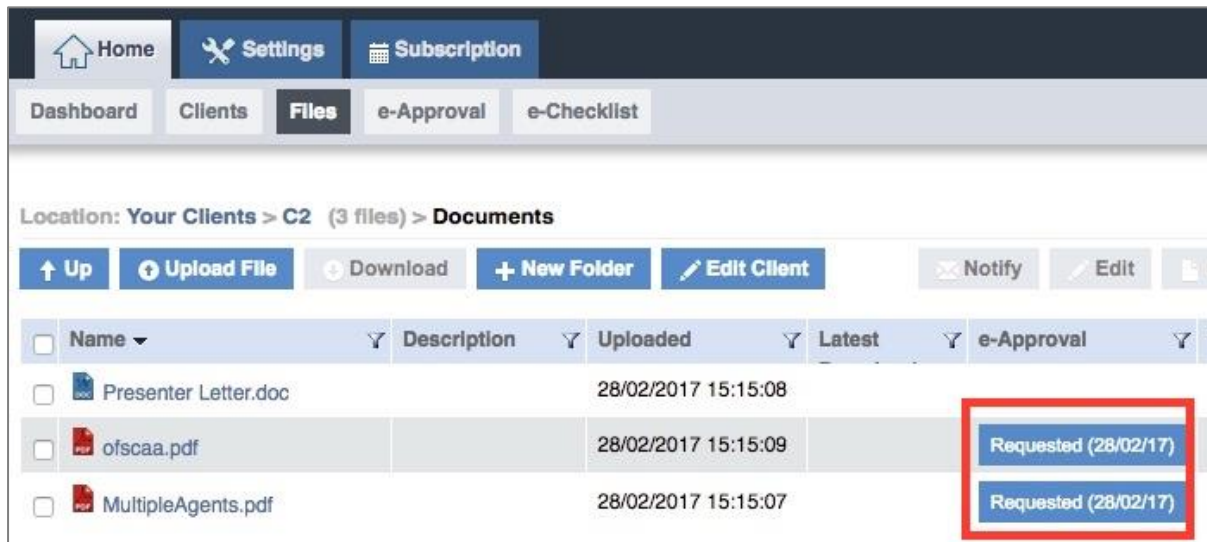 Home Settings Subscription
Dashboard Clients Files e-Approval e-Checklist
Location: Your Clients > C2 (3 files) > Documents
Up Upload File Download + New Folder Edit Client Notify Edit
Name Description Uploaded Latest e-Approval
DOC Presenter Letter.doc 28/02/2017 15:15:08
PDF ofscaa.pdf 28/02/2017 15:15:09 Requested (28/02/17)
PDF MultipleAgents.pdf 28/02/2017 15:15:07 Requested (28/02/17)